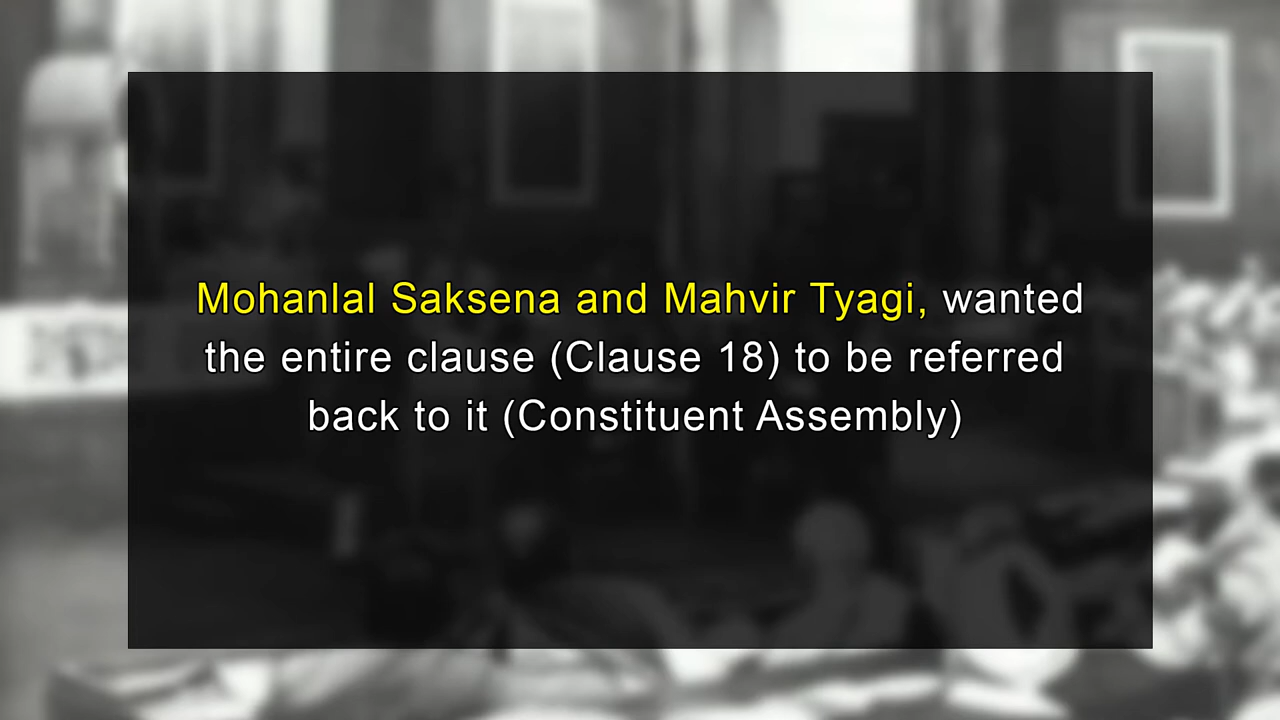 Mohanlal Saksena and Mahvir Tyagi, wanted
the entire clause (Clause 18) to be referred
back to it (Constituent Assembly)